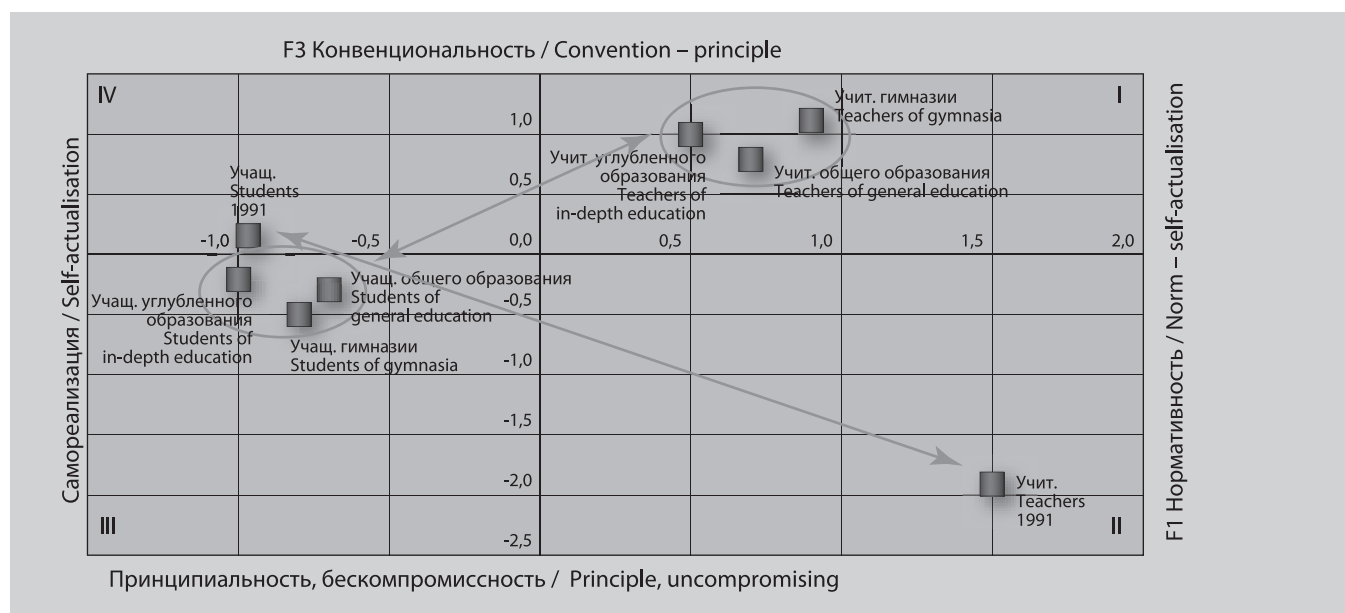 F3 Конвенциональность / Convention – principle
IV
I
1,0
Учит. гимназии
Teachers of gymnasia
Учит. углубленного
образования
Teachers of
in-depth education
Учит. общего образования
Teachers of general education
0,5
Учащ.
Students
1991
-1,0
-0,5
0,0
0,5
1,0
1,5
2,0
Учащ. общего образования
Students of
general education
-0,5
Учащ. углубленного
образования
Students of
in-depth education
Учащ. гимназии
Students of gymnasia
-1,0
-1,5
-2,0
Учит.
Teachers
1991
III
II
-2,5
Самореализация / Self-actualisation
F1 Нормативность / Norm – self-actualisation
Принципиальность, бескомпромиссность / Principle, uncompromising